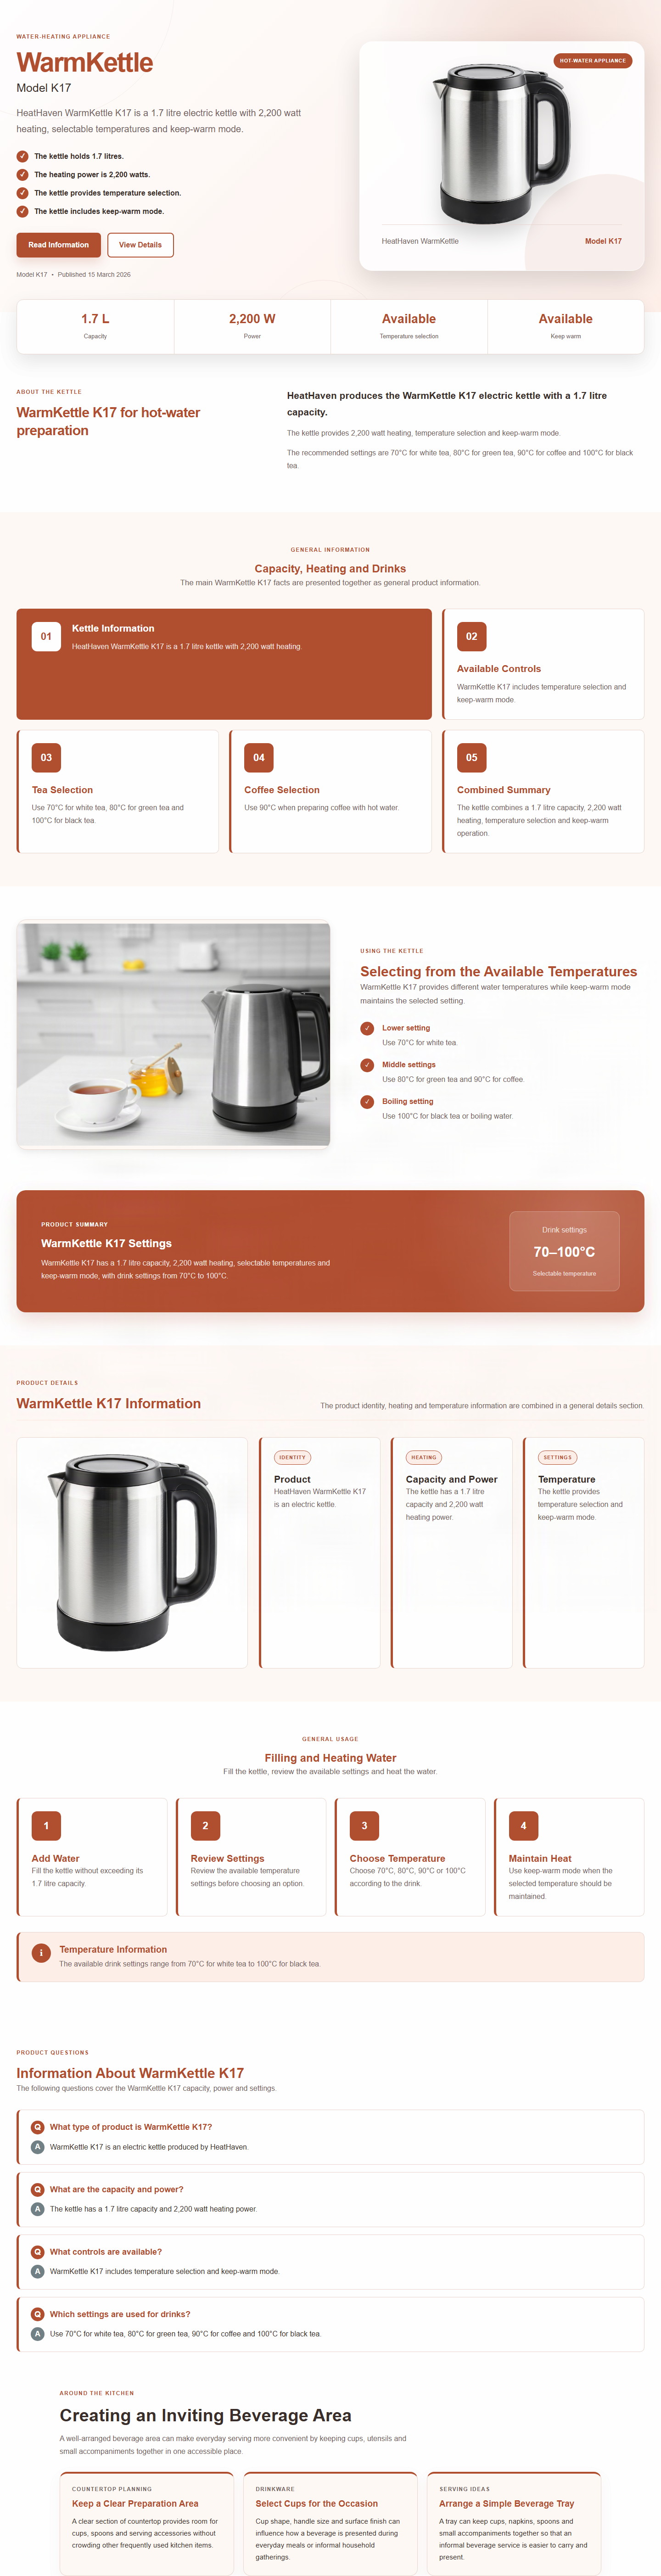 WATER-HEATING APPLIANCE
WarmKettle
Model K17
HeatHaven WarmKettle K17 is a 1.7 litre electric kettle with 2,200 watt
heating, selectable temperatures and keep-warm mode.
✓ The kettle holds 1.7 litres.
✓ The heating power is 2,200 watts.
✓ The kettle provides temperature selection.
✓ The kettle includes keep-warm mode.
Read Information
View Details
Model K17 • Published 15 March 2026
HOT-WATER APPLIANCE
HeatHaven WarmKettle
Model K17
1.7 L
Capacity
2,200 W
Power
Available
Temperature selection
Available
Keep warm
ABOUT THE KETTLE
WarmKettle K17 for hot-water
preparation
HeatHaven produces the WarmKettle K17 electric kettle with a 1.7 litre
capacity.
The kettle provides 2,200 watt heating, temperature selection and keep-warm mode.
The recommended settings are 70°C for white tea, 80°C for green tea, 90°C for coffee and 100°C for black
tea.
GENERAL INFORMATION
Capacity, Heating and Drinks
The main WarmKettle K17 facts are presented together as general product information.
01
Kettle Information
HeatHaven WarmKettle K17 is a 1.7 litre kettle with 2,200 watt heating.
02
Available Controls
WarmKettle K17 includes temperature selection and
keep-warm mode.
03
Tea Selection
Use 70°C for white tea, 80°C for green tea and
100°C for black tea.
04
Coffee Selection
Use 90°C when preparing coffee with hot water.
05
Combined Summary
The kettle combines a 1.7 litre capacity, 2,200 watt
heating, temperature selection and keep-warm
operation.
USING THE KETTLE
Selecting from the Available Temperatures
WarmKettle K17 provides different water temperatures while keep-warm mode
maintains the selected setting.
✓ Lower setting
Use 70°C for white tea.
✓ Middle settings
Use 80°C for green tea and 90°C for coffee.
✓ Boiling setting
Use 100°C for black tea or boiling water.
PRODUCT SUMMARY
WarmKettle K17 Settings
WarmKettle K17 has a 1.7 litre capacity, 2,200 watt heating, selectable temperatures and
keep-warm mode, with drink settings from 70°C to 100°C.
Drink settings
70–100°C
Selectable temperature
PRODUCT DETAILS
WarmKettle K17 Information
The product identity, heating and temperature information are combined in a general details section.
IDENTITY
Product
HeatHaven WarmKettle K17
is an electric kettle.
HEATING
Capacity and Power
The kettle has a 1.7 litre
capacity and 2,200 watt
heating power.
SETTINGS
Temperature
The kettle provides
temperature selection and
keep-warm mode.
GENERAL USAGE
Filling and Heating Water
Fill the kettle, review the available settings and heat the water.
1
Add Water
Fill the kettle without exceeding its
1.7 litre capacity.
2
Review Settings
Review the available temperature
settings before choosing an option.
3
Choose Temperature
Choose 70°C, 80°C, 90°C or 100°C
according to the drink.
4
Maintain Heat
Use keep-warm mode when the
selected temperature should be
maintained.
i
Temperature Information
The available drink settings range from 70°C for white tea to 100°C for black tea.
PRODUCT QUESTIONS
Information About WarmKettle K17
The following questions cover the WarmKettle K17 capacity, power and settings.
Q What type of product is WarmKettle K17?
A WarmKettle K17 is an electric kettle produced by HeatHaven.
Q What are the capacity and power?
A The kettle has a 1.7 litre capacity and 2,200 watt heating power.
Q What controls are available?
A WarmKettle K17 includes temperature selection and keep-warm mode.
Q Which settings are used for drinks?
A Use 70°C for white tea, 80°C for green tea, 90°C for coffee and 100°C for black tea.
AROUND THE KITCHEN
Creating an Inviting Beverage Area
A well-arranged beverage area can make everyday serving more convenient by keeping cups, utensils and
small accompaniments together in one accessible place.
COUNTERTOP PLANNING
Keep a Clear Preparation Area
A clear section of countertop provides room for
cups, spoons and serving accessories without
crowding other frequently used kitchen items.
DRINKWARE
Select Cups for the Occasion
Cup shape, handle size and surface finish can
influence how a beverage is presented during
everyday meals or informal household
gatherings.
SERVING IDEAS
Arrange a Simple Beverage Tray
A tray can keep cups, napkins, spoons and
small accompaniments together so that an
informal beverage service is easier to carry and
present.